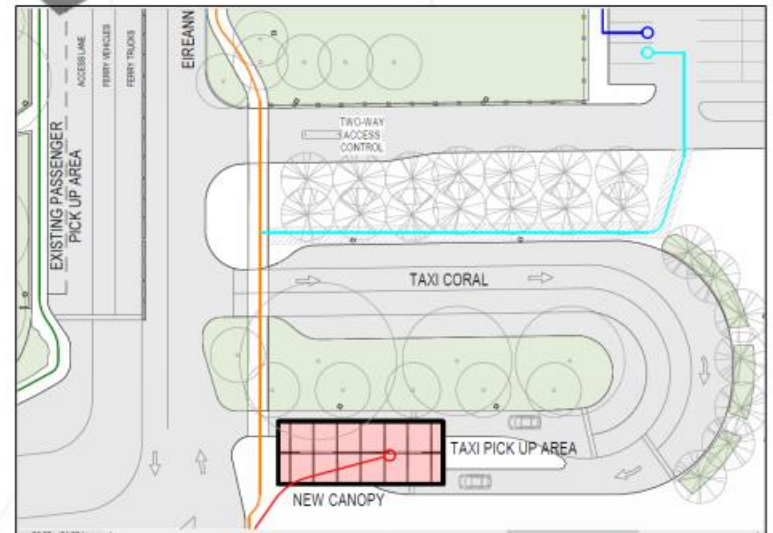 EIREANN
ACCESS LANE
FERRY VEHICLES
FERRY TRUCKS
EXISTING PASSENGER
PICK UP AREA
TWO-WAY
ACCESS
CONTROL
TAXI CORAL
TAXI PICK UP AREA
NEW CANOPY